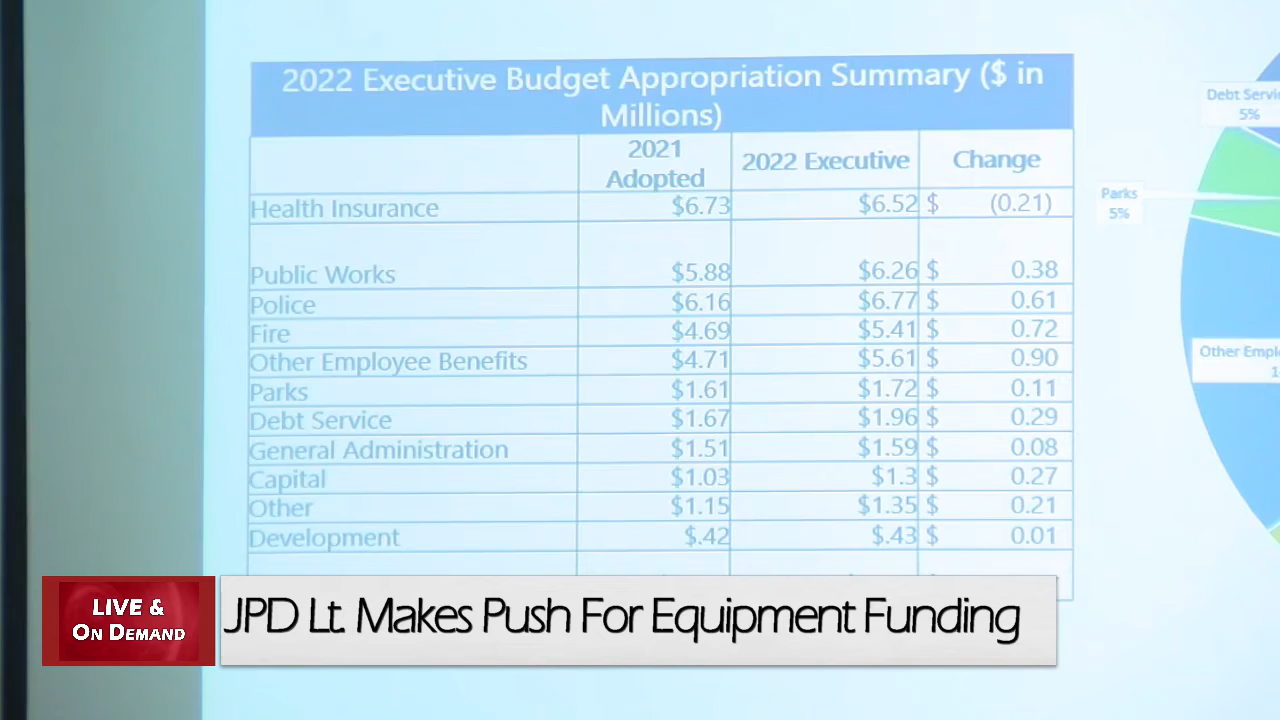 2022 Executive Budget Appropriation Summary ($ in
Millions)
2021
Adopted
2022 Executive
Change
Health Insurance $6.73 $6.52 $ (0.21)
Public Works $5.88 $6.26 $ 0.38
Police $6.16 $6.77 $ 0.61
Fire $4.69 $5.41 $ 0.72
Other Employee Benefits $4.71 $5.61 $ 0.90
Parks $1.61 $1.72 $ 0.11
Debt Service $1.67 $1.96 $ 0.29
General Administration $1.51 $1.59 $ 0.08
Capital $1.03 $1.3 $ 0.27
Other $1.15 $1.35 $ 0.21
Development $.42 $.43 $ 0.01
Debt Servi
5%
Parks
5%
Other Empl
1
LIVE &
ON DEMAND
JPD Lt. Makes Push For Equipment Funding